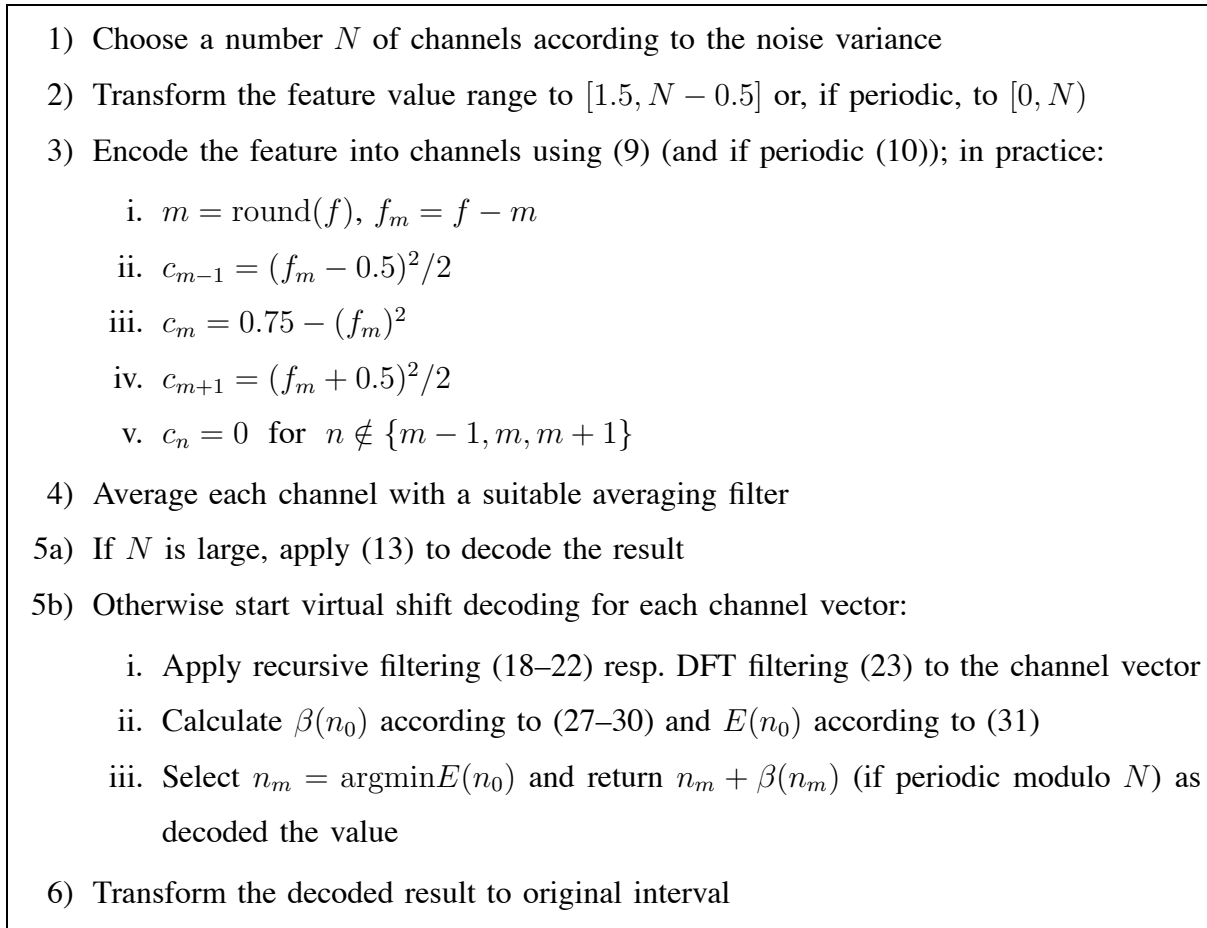 1) Choose a number N of channels according to the noise variance
2) Transform the feature value range to [1.5, N − 0.5] or, if periodic, to [0, N)
3) Encode the feature into channels using (9) (and if periodic (10)); in practice:
i. m = round(f), f_m = f − m
ii. c_{m−1} = (f_m − 0.5)²/2
iii. c_m = 0.75 − (f_m)²
iv. c_{m+1} = (f_m + 0.5)²/2
v. c_n = 0 for n ∉ {m − 1, m, m + 1}
4) Average each channel with a suitable averaging filter
5a) If N is large, apply (13) to decode the result
5b) Otherwise start virtual shift decoding for each channel vector:
i. Apply recursive filtering (18–22) resp. DFT filtering (23) to the channel vector
ii. Calculate β(n₀) according to (27–30) and E(n₀) according to (31)
iii. Select n_m = argminE(n₀) and return n_m + β(n_m) (if periodic modulo N) as
decoded the value
6) Transform the decoded result to original interval